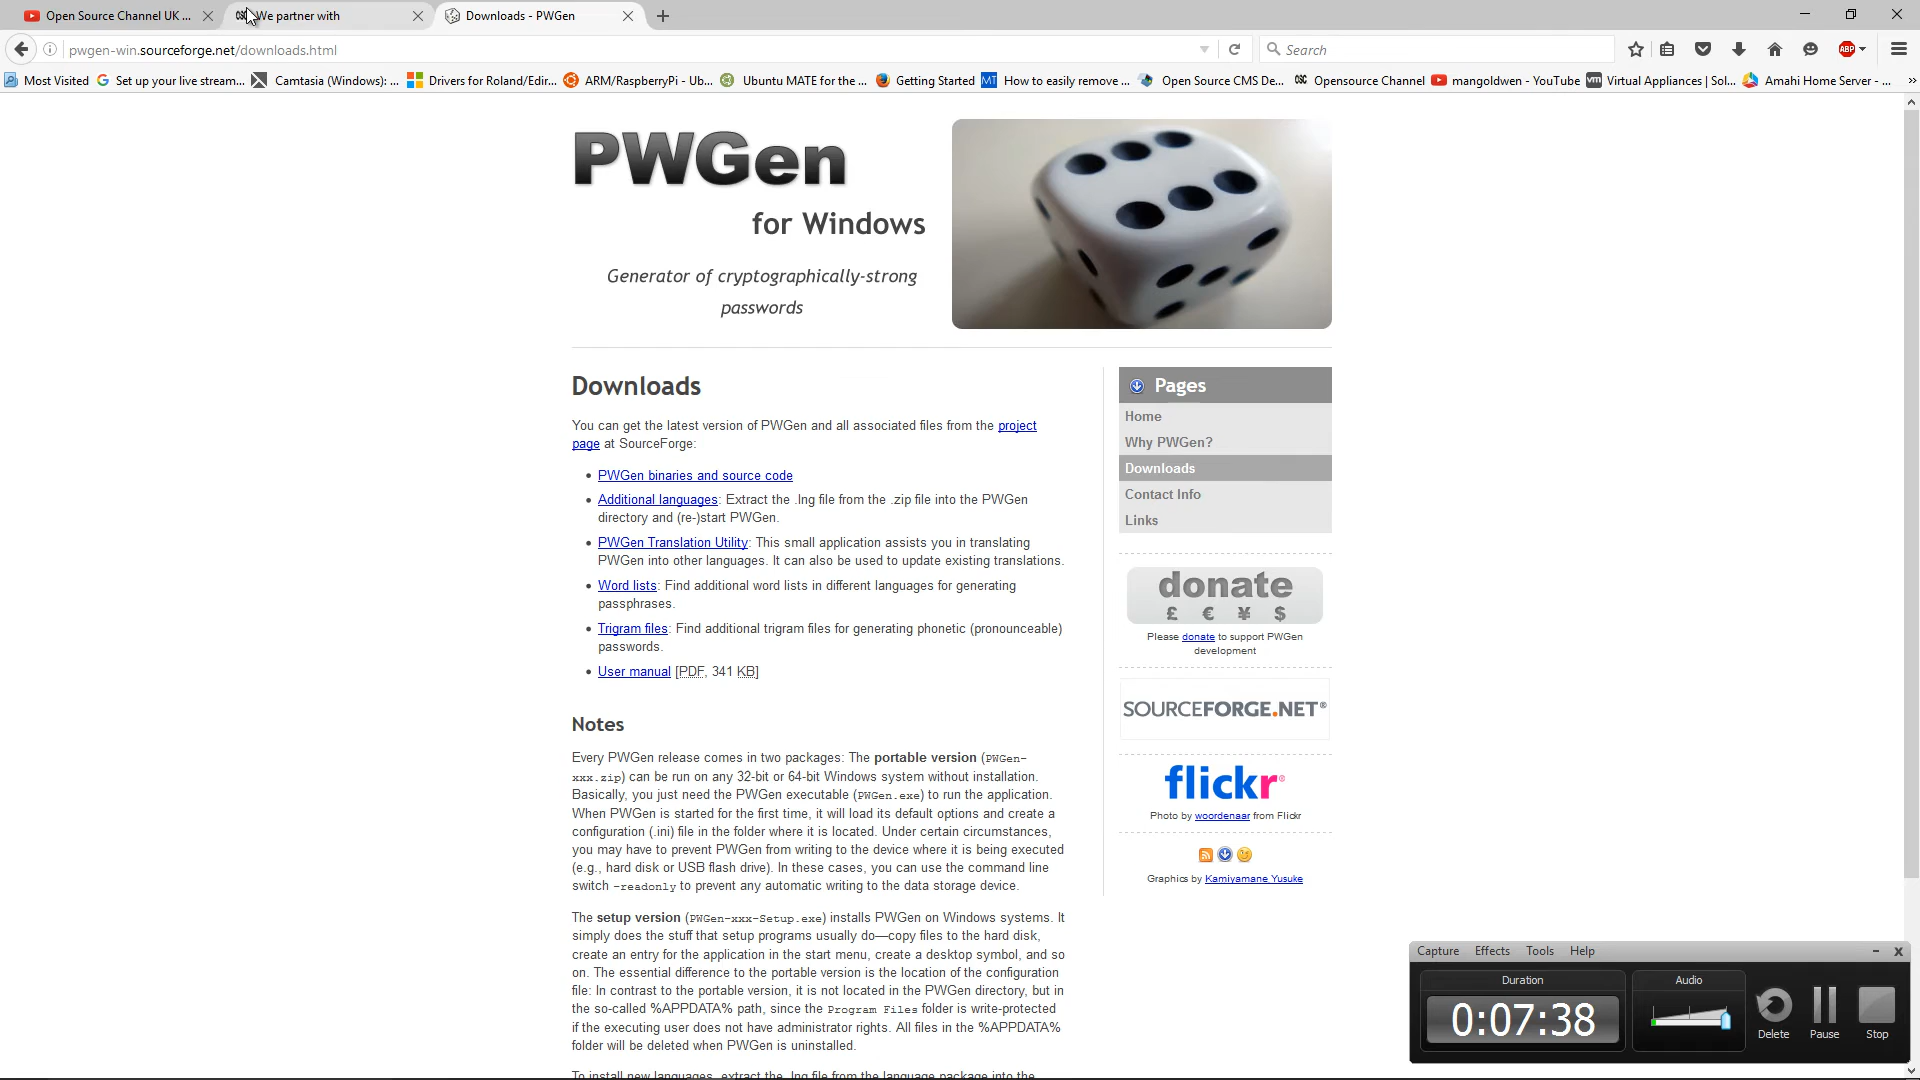 Open Source Channel UK ...
We partner with
Downloads - PWGen
pwgen-win.sourceforge.net/downloads.html
Search
ABP
Most Visited
Set up your live stream...
Camtasia (Windows): ...
Drivers for Roland/Edir...
ARM/RaspberryPi - Ub...
Ubuntu MATE for the ...
Getting Started
MT How to easily remove ...
Open Source CMS De...
OSC Opensource Channel
mangoldwen - YouTube
vm Virtual Appliances | Sol...
Amahi Home Server - ...
PWGen
for Windows
Generator of cryptographically-strong
passwords
Downloads
You can get the latest version of PWGen and all associated files from the project
page at SourceForge:
• PWGen binaries and source code
• Additional languages: Extract the .lng file from the .zip file into the PWGen
directory and (re-)start PWGen.
• PWGen Translation Utility: This small application assists you in translating
PWGen into other languages. It can also be used to update existing translations.
• Word lists: Find additional word lists in different languages for generating
passphrases.
• Trigram files: Find additional trigram files for generating phonetic (pronounceable)
passwords.
• User manual [PDF, 341 KB]
Notes
Every PWGen release comes in two packages: The portable version (PWGen-
xxx.zip) can be run on any 32-bit or 64-bit Windows system without installation.
Basically, you just need the PWGen executable (PWGen.exe) to run the application.
When PWGen is started for the first time, it will load its default options and create a
configuration (.ini) file in the folder where it is located. Under certain circumstances,
you may have to prevent PWGen from writing to the device where it is being executed
(e.g., hard disk or USB flash drive). In these cases, you can use the command line
switch -readonly to prevent any automatic writing to the data storage device.
The setup version (PWGen-xxx-Setup.exe) installs PWGen on Windows systems. It
simply does the stuff that setup programs usually do—copy files to the hard disk,
create an entry for the application in the start menu, create a desktop symbol, and so
on. The essential difference to the portable version is the location of the configuration
file: In contrast to the portable version, it is not located in the PWGen directory, but in
the so-called %APPDATA% path, since the Program Files folder is write-protected
if the executing user does not have administrator rights. All files in the %APPDATA%
folder will be deleted when PWGen is uninstalled.
To install new languages, extract the .lng file from the language package into the
Pages
Home
Why PWGen?
Downloads
Contact Info
Links
donate
£ € ¥ $
Please donate to support PWGen
development
SOURCEFORGE.NET®
flickr®
Photo by woordenaar from Flickr
Graphics by Kamiyamane Yusuke
Capture Effects Tools Help
Duration
0:07:38
Audio
Delete Pause Stop